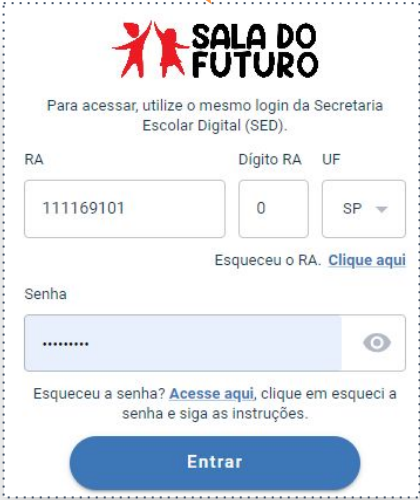 SALA DO
FUTURO
Para acessar, utilize o mesmo login da Secretaria
Escolar Digital (SED).
RA Dígito RA UF
111169101 0 SP
Esqueceu o RA. Clique aqui
Senha
•••••••••
Esqueceu a senha? Acesse aqui, clique em esqueci a
senha e siga as instruções.
Entrar